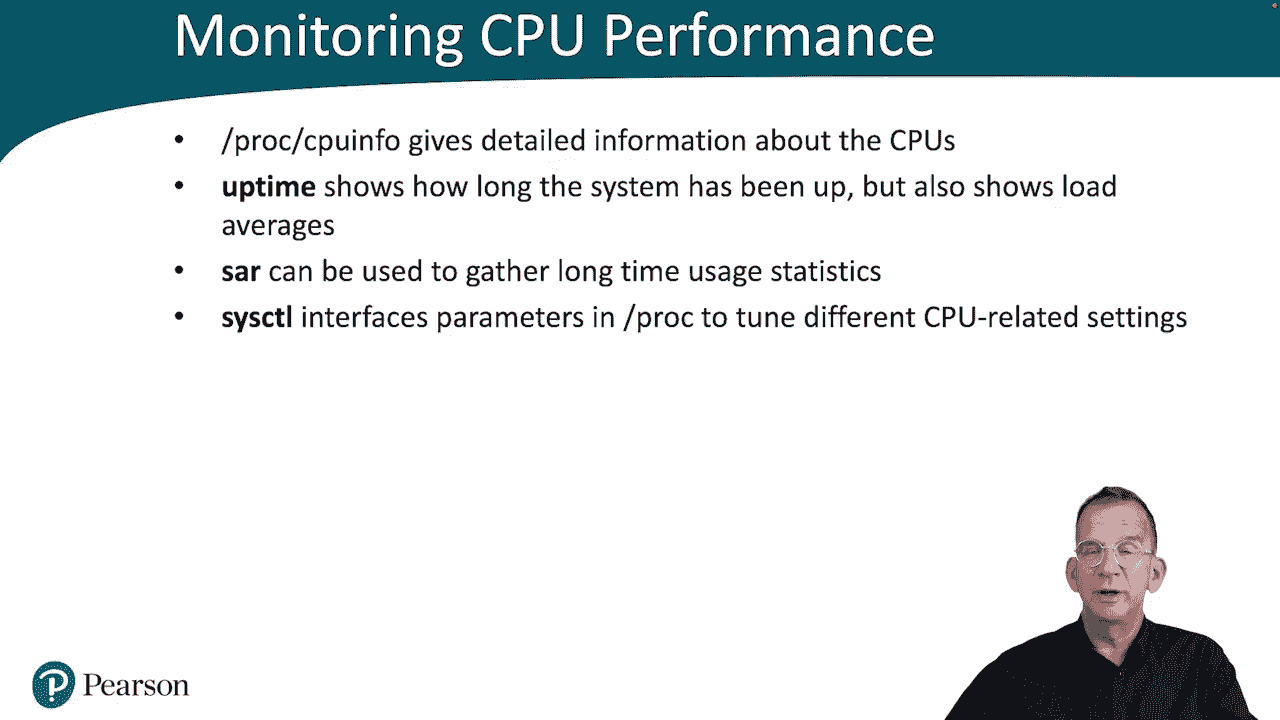 Monitoring CPU Performance
• /proc/cpuinfo gives detailed information about the CPUs
• uptime shows how long the system has been up, but also shows load
averages
• sar can be used to gather long time usage statistics
• sysctl interfaces parameters in /proc to tune different CPU-related settings
Pearson